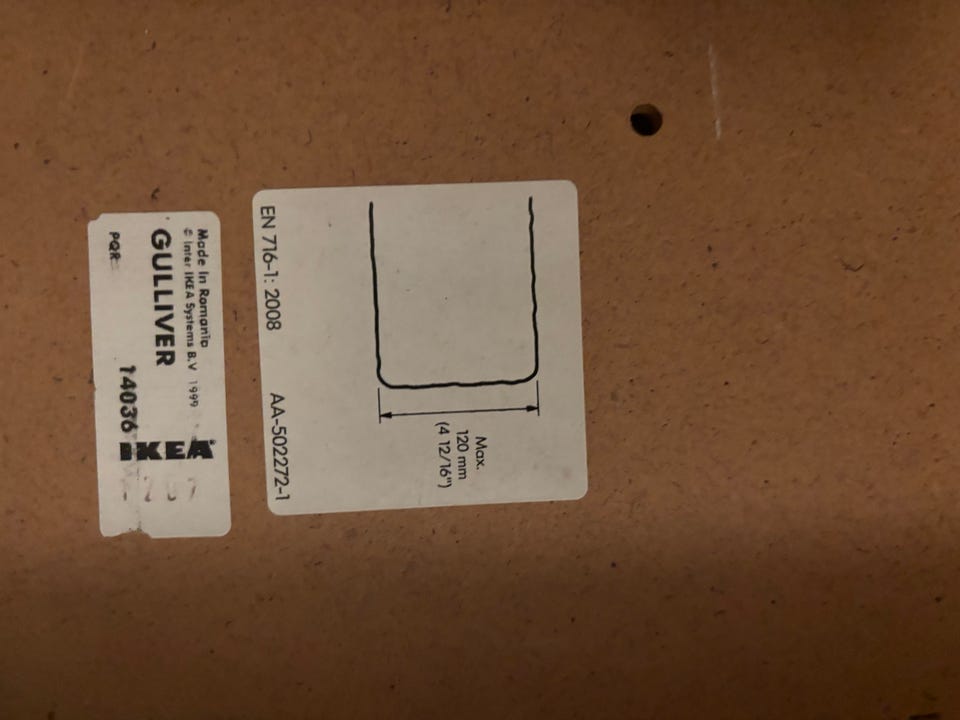 Max.
120 mm
(4 12/16")
EN 716-1: 2008
AA-502272-1
Made In Romania
© Inter IKEA Systems B.V 1999
GULLIVER
14036
IKEA
PQR